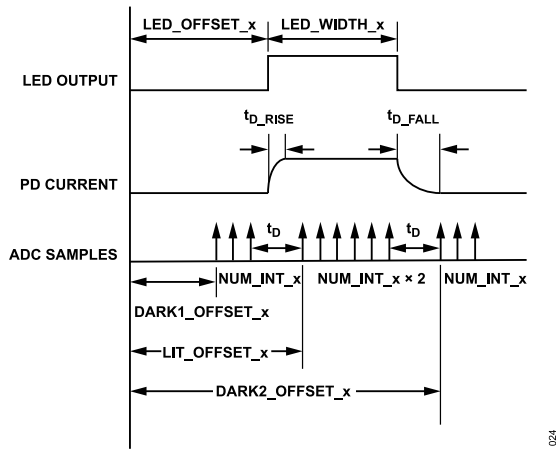 LED_OFFSET_x
LED_WIDTH_x
LED OUTPUT
tD_RISE
tD_FALL
PD CURRENT
tD
tD
ADC SAMPLES
NUM_INT_x
NUM_INT_x × 2
NUM_INT_x
DARK1_OFFSET_x
LIT_OFFSET_x
DARK2_OFFSET_x
024